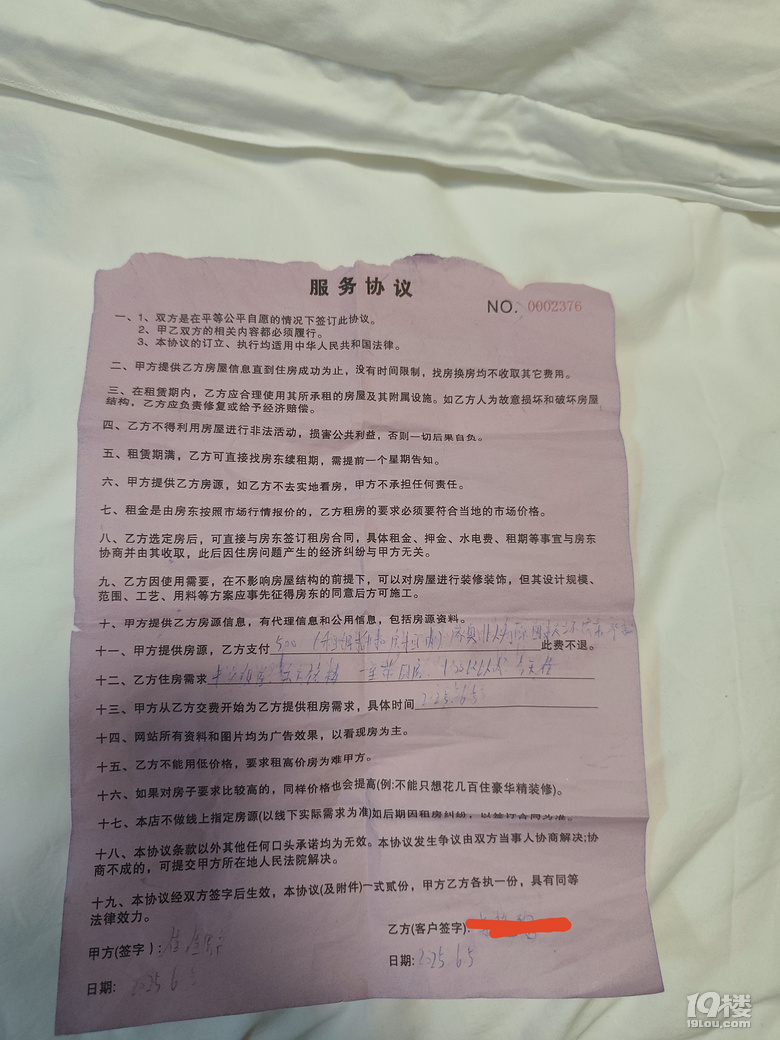 服务协议
NO. 0002376
一、1、双方是在平等公平自愿的情况下签订此协议。
2、甲乙双方的相关内容都必须履行。
3、本协议的订立、执行均适用中华人民共和国法律。
二、甲方提供乙方房屋信息直到住房成功为止，没有时间限制，找房换房均不收取其它费用。
三、在租赁期内，乙方应合理使用其所承租的房屋及其附属设施。如乙方人为故意损坏和破坏房屋
结构，乙方应负责修复或给予经济赔偿。
四、乙方不得利用房屋进行非法活动，损害公共利益，否则一切后果自负。
五、租赁期满，乙方可直接找房东续租期，需提前一个星期告知。
六、甲方提供乙方房源，如乙方不去实地看房，甲方不承担任何责任。
七、租金是由房东按照市场行情报价的，乙方租房的要求必须要符合当地的市场价格。
八、乙方选定房后，可直接与房东签订租房合同，具体租金、押金、水电费、租期等事宜与房东
协商并由其收取，此后因住房问题产生的经济纠纷与甲方无关。
九、乙方因使用需要，在不影响房屋结构的前提下，可以对房屋进行装修装饰，但其设计规模、
范围、工艺、用料等方案应事先征得房东的同意后方可施工。
十、甲方提供乙方房源信息，有代理信息和公用信息，包括房源资料。
十一、甲方提供房源，乙方支付 500 此费不退。
十二、乙方住房需求
十三、甲方从乙方交费开始为乙方提供租房需求，具体时间 2025.6.5
十四、网站所有资料和图片均为广告效果，以看现房为主。
十五、乙方不能用低价格，要求租高价房为难甲方。
十六、如果对房子要求比较高的，同样价格也会提高(例:不能只想花几百住豪华精装修)。
十七、本店不做线上指定房源(以线下实际需求为准)如后期因租房纠纷，以签订合同为准。
十八、本协议条款以外其他任何口头承诺均为无效。本协议发生争议由双方当事人协商解决;协
商不成的，可提交甲方所在地人民法院解决。
十九、本协议经双方签字后生效，本协议(及附件)一式贰份，甲方乙方各执一份，具有同等
法律效力。
乙方(客户签字):
甲方(签字):
日期: 2025 6.5
日期: 2025 6 5
19楼
19lou.com